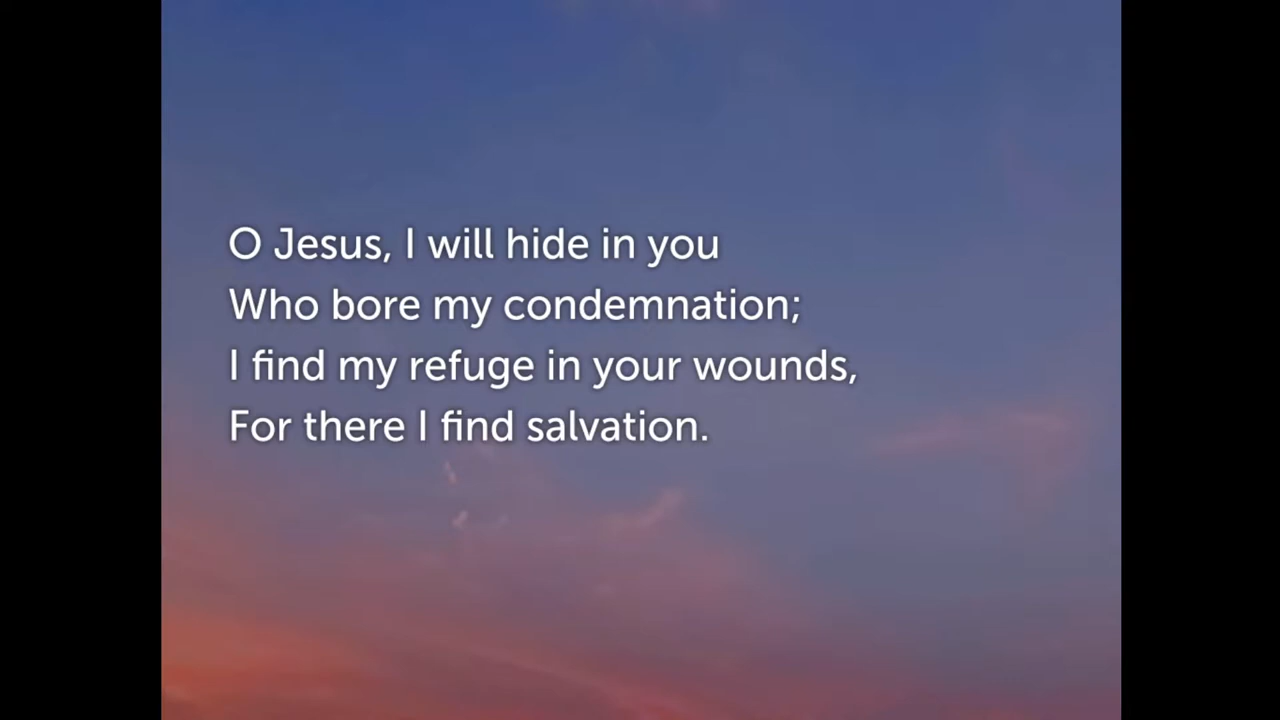 O Jesus, I will hide in you
Who bore my condemnation;
I find my refuge in your wounds,
For there I find salvation.